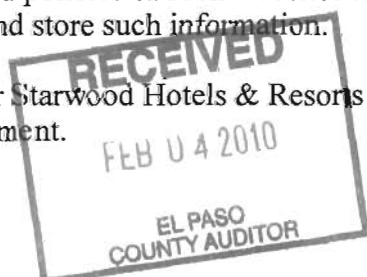 nd store such information.
RECEIVED
Starwood Hotels & Resorts
ment.
FEB 04 2010
EL PASO
COUNTY AUDITOR